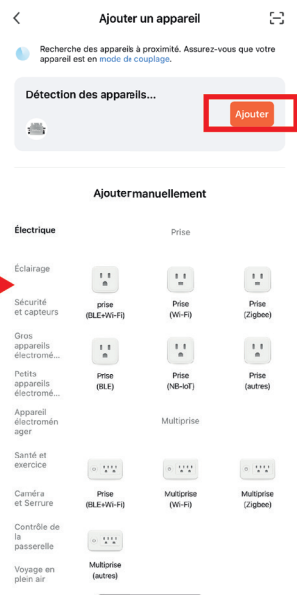 Ajouter un appareil
Recherche des appareils à proximité. Assurez-vous que votre
appareil est en mode de couplage.
Détection des appareils...
Ajouter
Ajoutermanuellement
Électrique
Prise
Éclairage
Sécurité
et capteurs
prise
(BLE+Wi-Fi)
Prise
(Wi-Fi)
Prise
(Zigbee)
Gros
appareils
électromé...
Petits
appareils
électromé...
Prise
(BLE)
Prise
(NB-IoT)
Prise
(autres)
Appareil
électromén
ager
Multiprise
Santé et
exercice
Caméra
et Serrure
Prise
(BLE+Wi-Fi)
Multiprise
(Wi-Fi)
Multiprise
(Zigbee)
Contrôle de
la
passerelle
Multiprise
(autres)
Voyage en
plein air